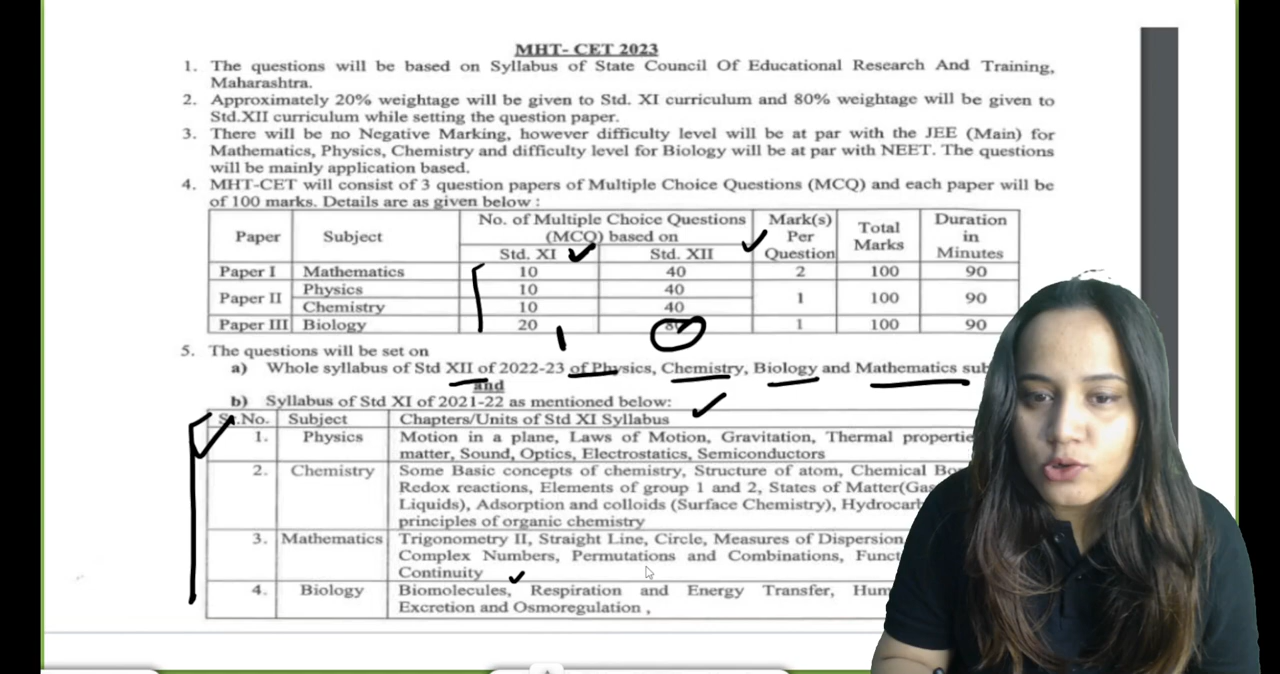 MHT- CET 2023
1. The questions will be based on Syllabus of State Council Of Educational Research And Training,
Maharashtra.
2. Approximately 20% weightage will be given to Std. XI curriculum and 80% weightage will be given to
Std.XII curriculum while setting the question paper.
3. There will be no Negative Marking, however difficulty level will be at par with the JEE (Main) for
Mathematics, Physics, Chemistry and difficulty level for Biology will be at par with NEET. The questions
will be mainly application based.
4. MHT-CET will consist of 3 question papers of Multiple Choice Questions (MCQ) and each paper will be
of 100 marks. Details are as given below :
Paper Subject No. of Multiple Choice Questions (MCQ) based on Mark(s) Per Question Total Marks Duration in Minutes
Std. XI Std. XII
Paper I Mathematics 10 40 2 100 90
Paper II Physics 10 40 1 100 90
Chemistry 10 40
Paper III Biology 20 1 100 90
5. The questions will be set on
a) Whole syllabus of Std XII of 2022-23 of Physics, Chemistry, Biology and Mathematics
and
b) Syllabus of Std XI of 2021-22 as mentioned below:
Sr.No. Subject Chapters/Units of Std XI Syllabus
1. Physics Motion in a plane, Laws of Motion, Gravitation, Thermal
matter, Sound, Optics, Electrostatics, Semiconductors
2. Chemistry Some Basic concepts of chemistry, Structure of atom, Chemical
Redox reactions, Elements of group 1 and 2, States of Matter
Liquids), Adsorption and colloids (Surface Chemistry),
principles of organic chemistry
3. Mathematics Trigonometry II, Straight Line, Circle, Measures of Dispersion,
Complex Numbers, Permutations and Combinations,
Continuity
4. Biology Biomolecules, Respiration and Energy Transfer,
Excretion and Osmoregulation ,